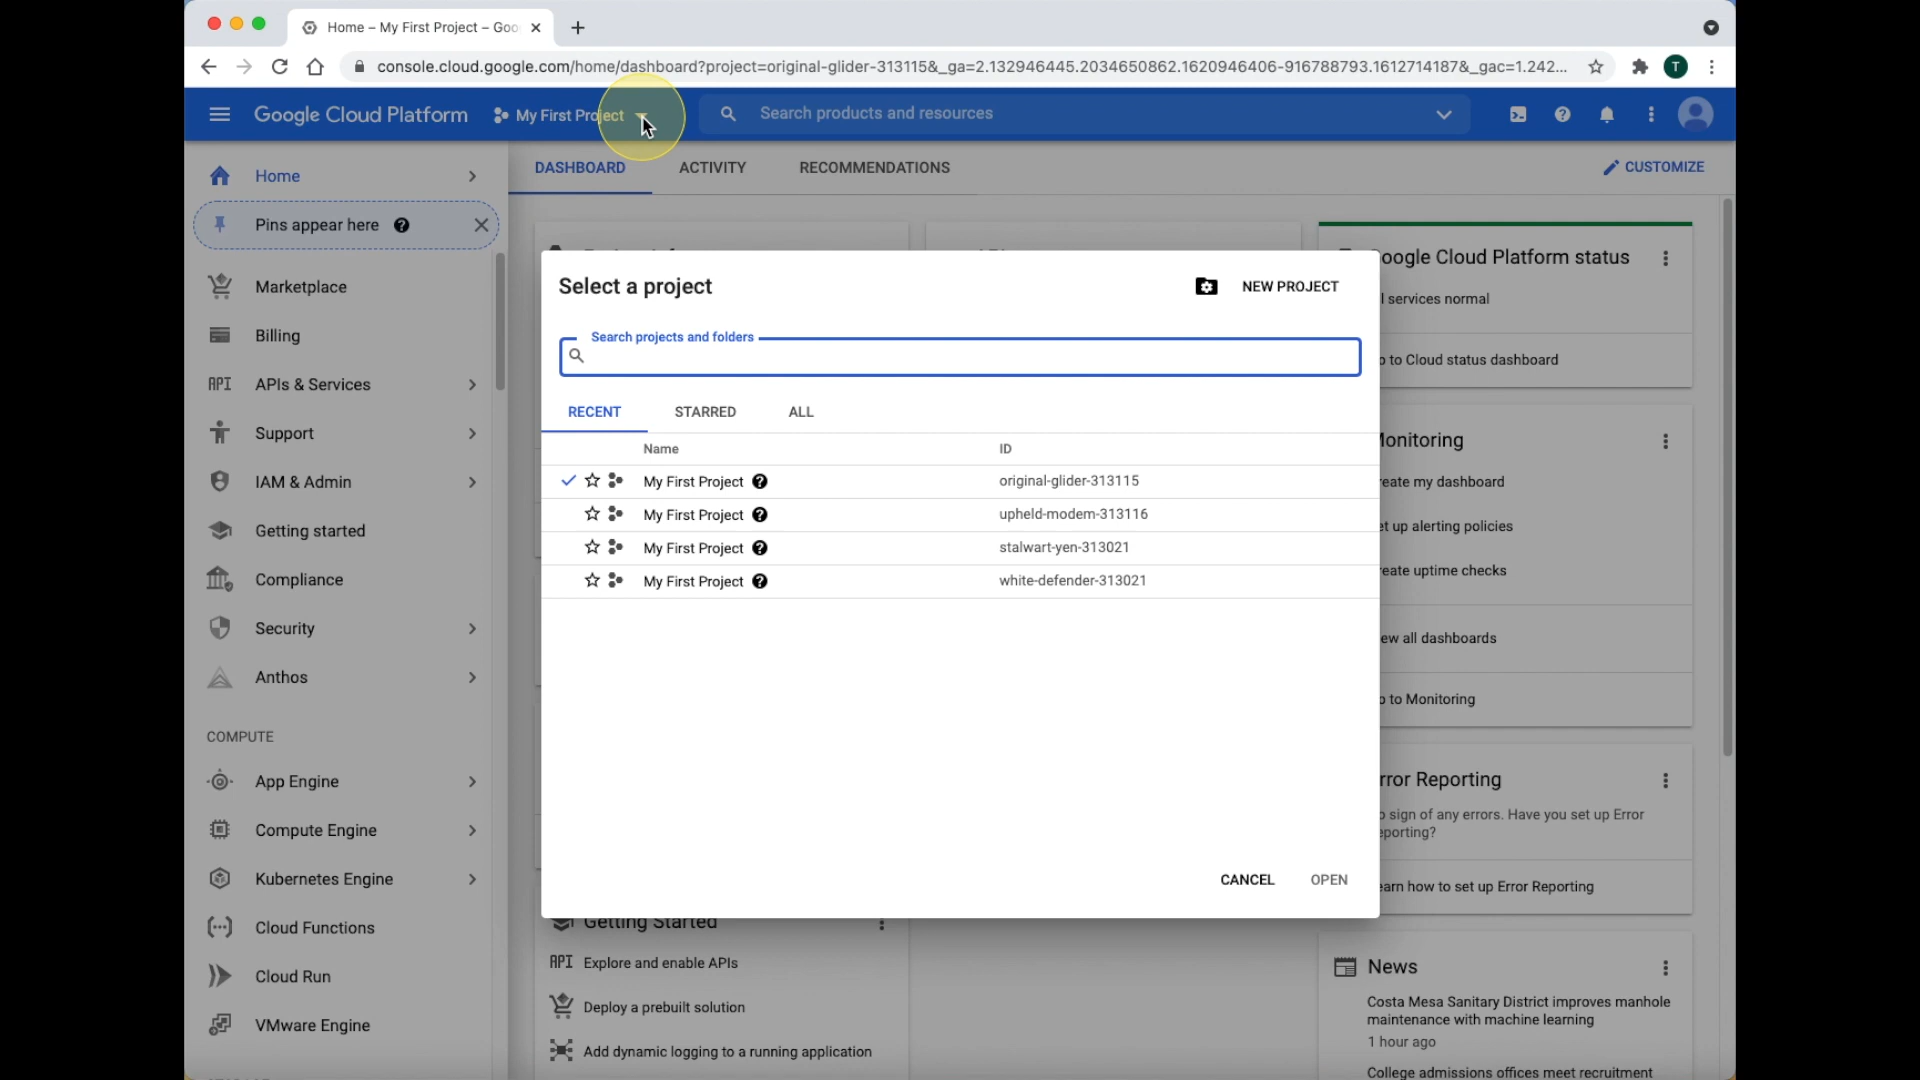 Home – My First Project – Goo
console.cloud.google.com/home/dashboard?project=original-glider-313115&_ga=2.132946445.2034650862.1620946406-916788793.1612714187&_gac=1.242...
T
Google Cloud Platform
My First Project
Search products and resources
Home
Pins appear here
Marketplace
Billing
API APIs & Services
Support
IAM & Admin
Getting started
Compliance
Security
Anthos
COMPUTE
App Engine
Compute Engine
Kubernetes Engine
Cloud Functions
Cloud Run
VMware Engine
DASHBOARD
ACTIVITY
RECOMMENDATIONS
CUSTOMIZE
Select a project
NEW PROJECT
Search projects and folders
RECENT
STARRED
ALL
Name ID
My First Project original-glider-313115
My First Project upheld-modem-313116
My First Project stalwart-yen-313021
My First Project white-defender-313021
CANCEL
OPEN
Getting Started
API Explore and enable APIs
Deploy a prebuilt solution
Add dynamic logging to a running application
oogle Cloud Platform status
l services normal
o to Cloud status dashboard
Monitoring
reate my dashboard
et up alerting policies
reate uptime checks
ew all dashboards
o to Monitoring
rror Reporting
o sign of any errors. Have you set up Error
eporting?
earn how to set up Error Reporting
News
Costa Mesa Sanitary District improves manhole
maintenance with machine learning
1 hour ago
College admissions offices meet recruitment